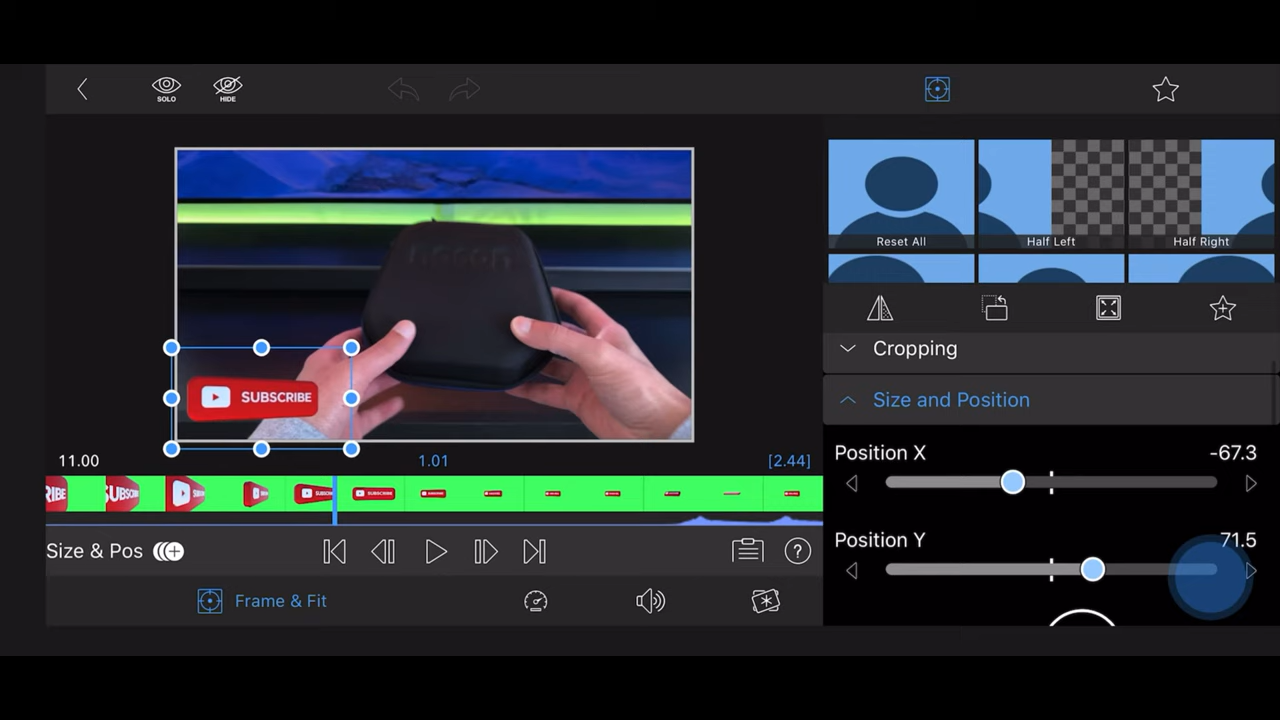 SOLO
HIDE
Reset All
Half Left
Half Right
Cropping
Size and Position
Position X
-67.3
Position Y
71.5
SUBSCRIBE
11.00
1.01
[2.44]
Size & Pos
?
Frame & Fit